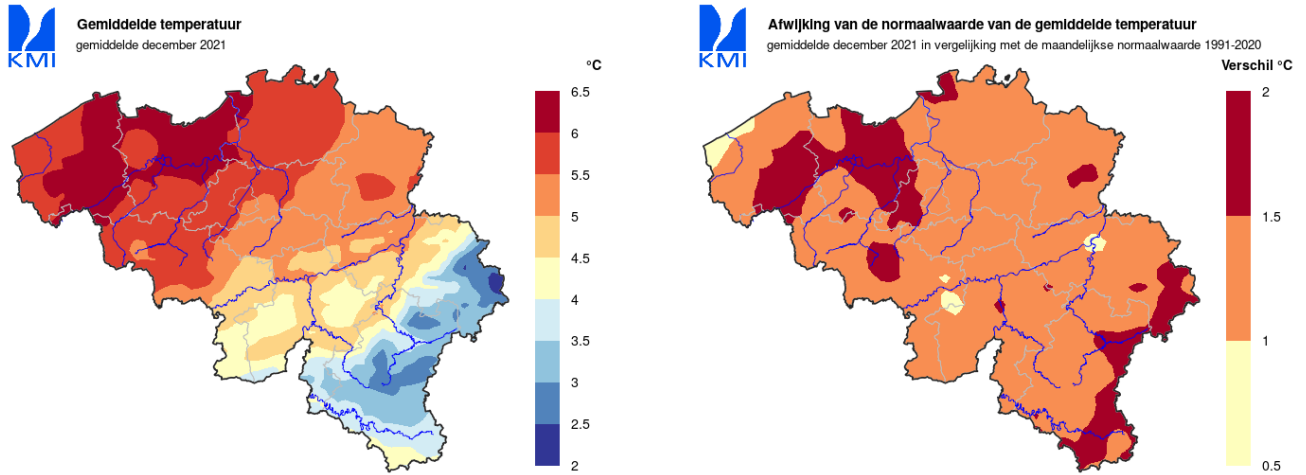 KMI
Gemiddelde temperatuur
gemiddelde december 2021
°C
6.5
6
5.5
5
4.5
4
3.5
3
2.5
2
KMI
Afwijking van de normaalwaarde van de gemiddelde temperatuur
gemiddelde december 2021 in vergelijking met de maandelijkse normaalwaarde 1991-2020
Verschil °C
2
1.5
1
0.5